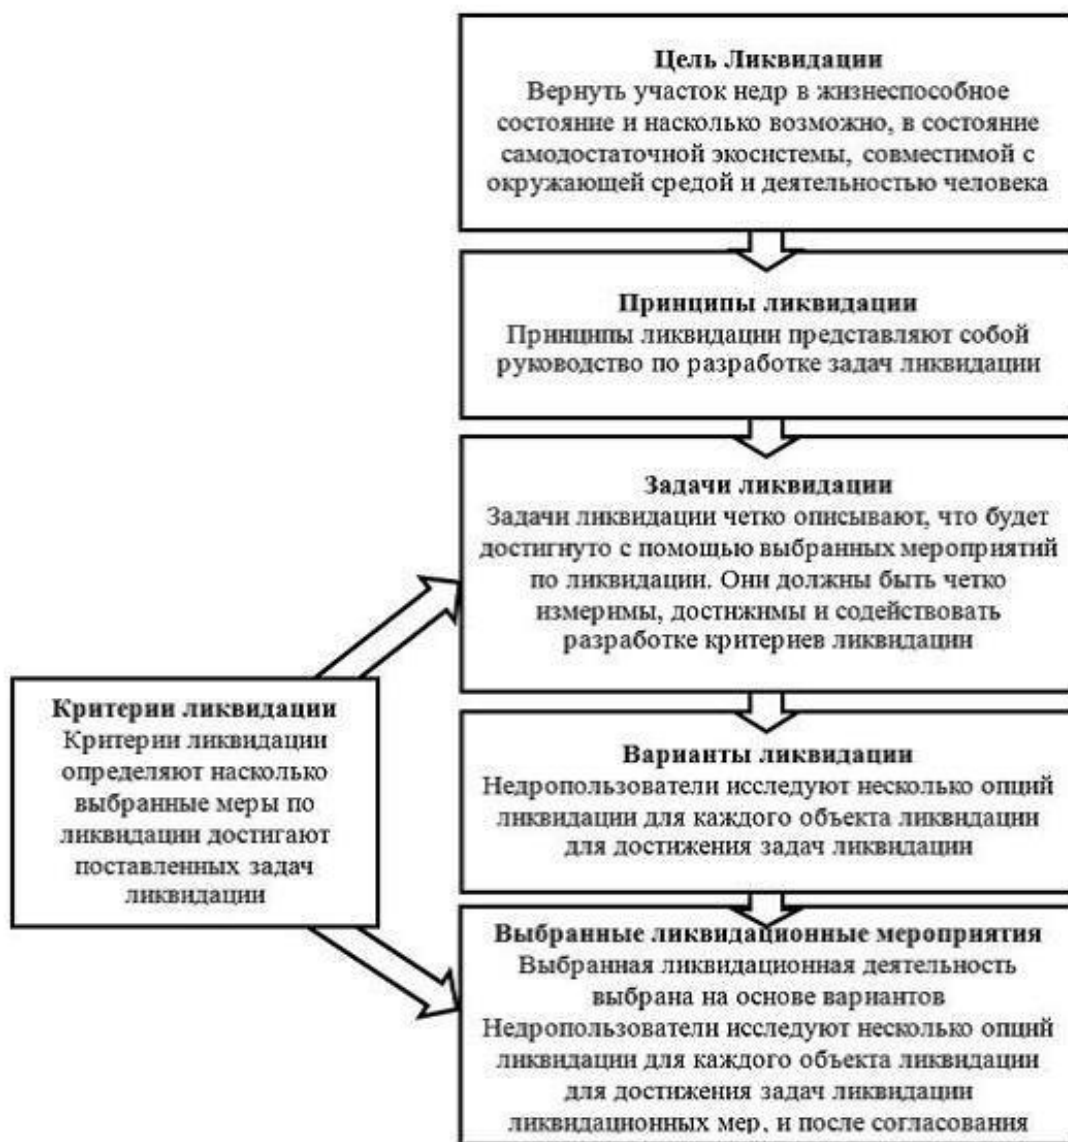 Цель Ликвидации
Вернуть участок недр в жизнеспособное
состояние и насколько возможно, в состояние
самодостаточной экосистемы, совместимой с
окружающей средой и деятельностью человека
Принципы ликвидации
Принципы ликвидации представляют собой
руководство по разработке задач ликвидации
Задачи ликвидации
Задачи ликвидации четко описывают, что будет
достигнуто с помощью выбранных мероприятий
по ликвидации. Они должны быть четко
измеримы, достижимы и содействовать
разработке критериев ликвидации
Критерии ликвидации
Критерии ликвидации
определяют насколько
выбранные меры по
ликвидации достигают
поставленных задач
ликвидации
Варианты ликвидации
Недропользователи исследуют несколько опций
ликвидации для каждого объекта ликвидации
для достижения задач ликвидации
Выбранные ликвидационные мероприятия
Выбранная ликвидационная деятельность
выбрана на основе вариантов
Недропользователи исследуют несколько опций
ликвидации для каждого объекта ликвидации
для достижения задач ликвидации
ликвидационных мер, и после согласования